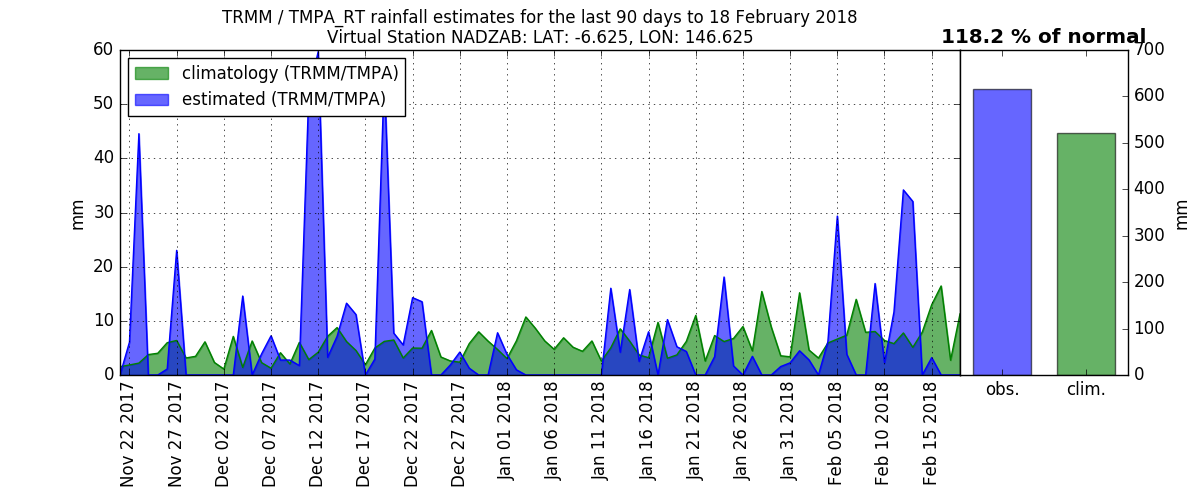 TRMM / TMPA_RT rainfall estimates for the last 90 days to 18 February 2018
Virtual Station NADZAB: LAT: -6.625, LON: 146.625
118.2 % of normal
climatology (TRMM/TMPA)
estimated (TRMM/TMPA)
60
50
40
30
20
10
0
mm
Nov 22 2017
Nov 27 2017
Dec 02 2017
Dec 07 2017
Dec 12 2017
Dec 17 2017
Dec 22 2017
Dec 27 2017
Jan 01 2018
Jan 06 2018
Jan 11 2018
Jan 16 2018
Jan 21 2018
Jan 26 2018
Jan 31 2018
Feb 05 2018
Feb 10 2018
Feb 15 2018
obs.
clim.
700
600
500
400
300
200
100
0
mm